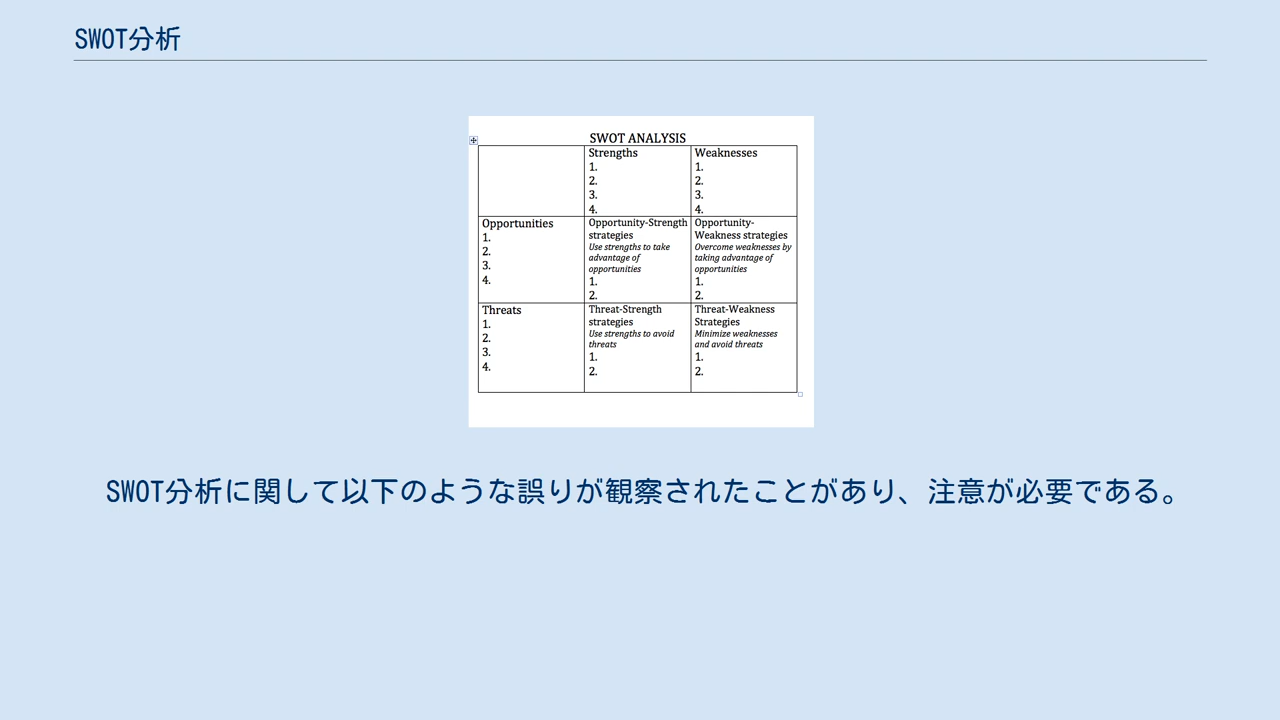 SWOT分析
SWOT ANALYSIS
Strengths
1.
2.
3.
4.
Weaknesses
1.
2.
3.
4.
Opportunities
1.
2.
3.
4.
Opportunity-Strength
strategies
Use strengths to take
advantage of
opportunities
1.
2.
Opportunity-
Weakness strategies
Overcome weaknesses by
taking advantage of
opportunities
1.
2.
Threats
1.
2.
3.
4.
Threat-Strength
strategies
Use strengths to avoid
threats
1.
2.
Threat-Weakness
Strategies
Minimize weaknesses
and avoid threats
1.
2.
SWOT分析に関して以下のような誤りが観察されたことがあり、注意が必要である。